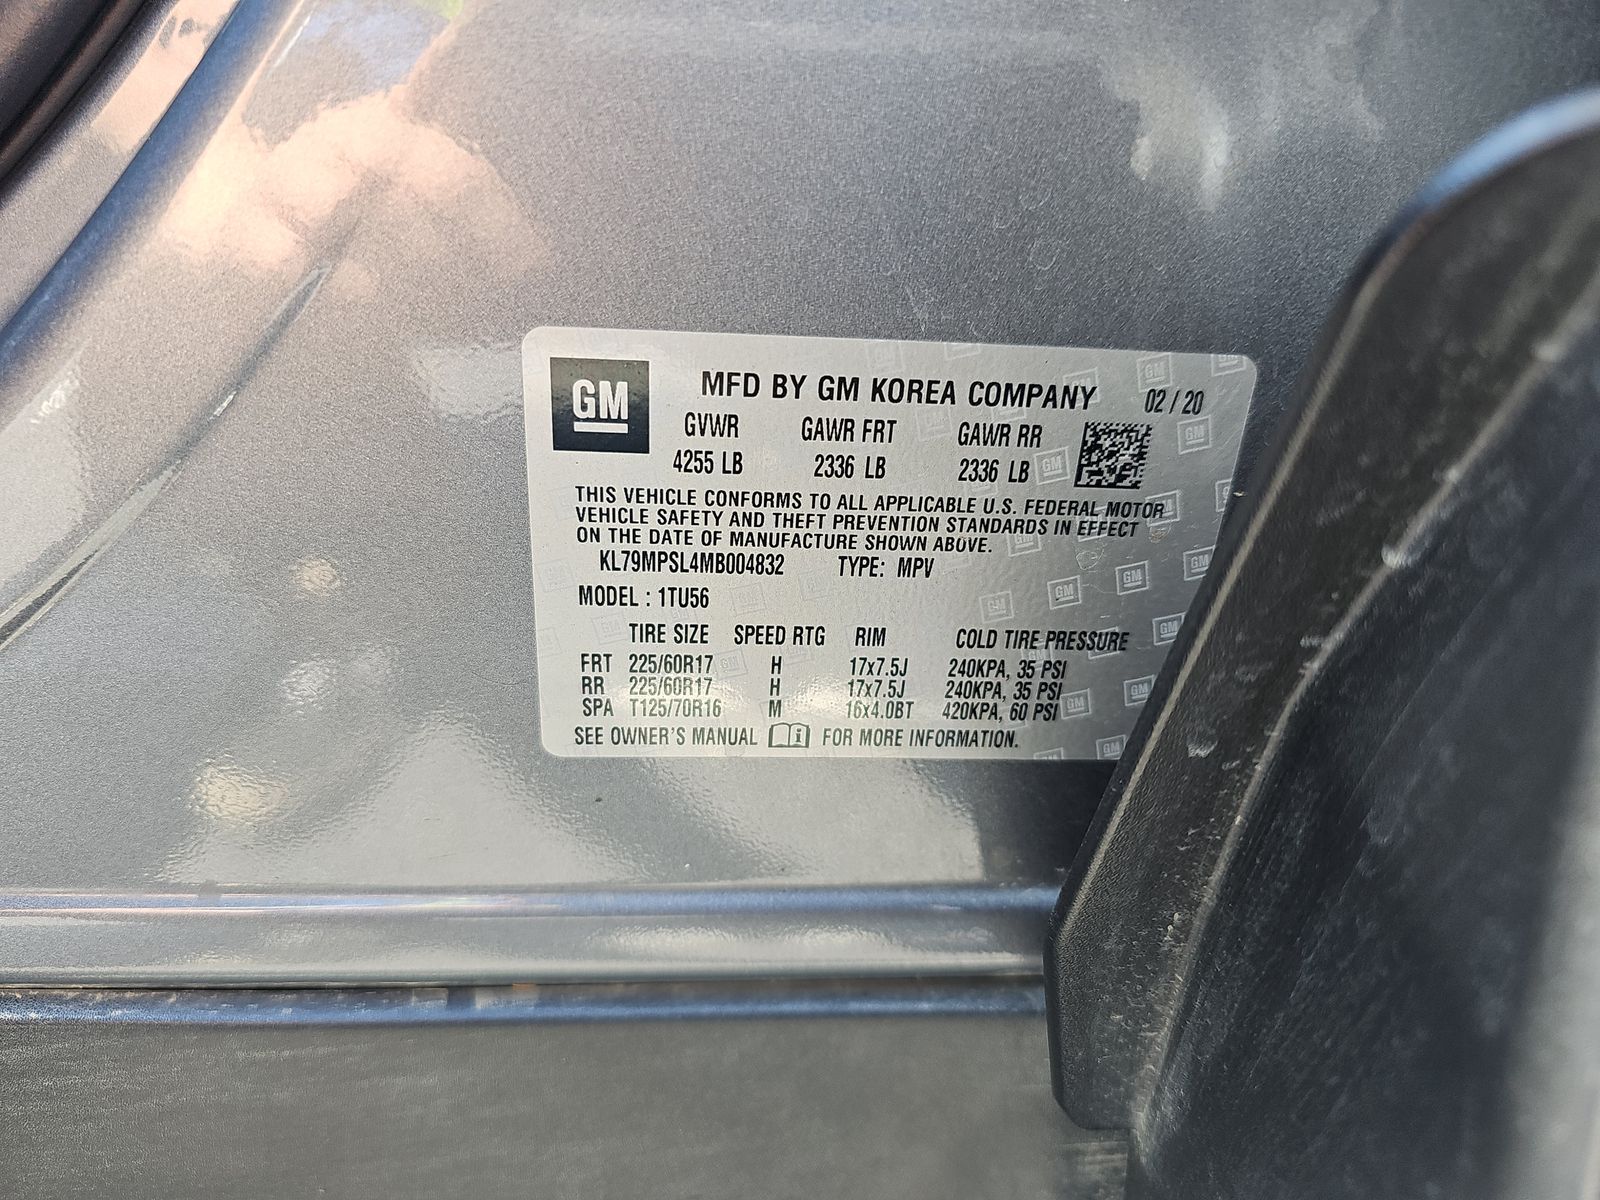 GM MFD BY GM KOREA COMPANY 02 / 20
GVWR GAWR FRT GAWR RR
4255 LB 2336 LB 2336 LB
THIS VEHICLE CONFORMS TO ALL APPLICABLE U.S. FEDERAL MOTOR
VEHICLE SAFETY AND THEFT PREVENTION STANDARDS IN EFFECT
ON THE DATE OF MANUFACTURE SHOWN ABOVE.
KL79MPSL4MB004832 TYPE: MPV
MODEL : 1TU56
TIRE SIZE SPEED RTG RIM COLD TIRE PRESSURE
FRT 225/60R17 H 17x7.5J 240KPA, 35 PSI
RR 225/60R17 H 17x7.5J 240KPA, 35 PSI
SPA T125/70R16 M 16x4.0BT 420KPA, 60 PSI
SEE OWNER'S MANUAL i FOR MORE INFORMATION.